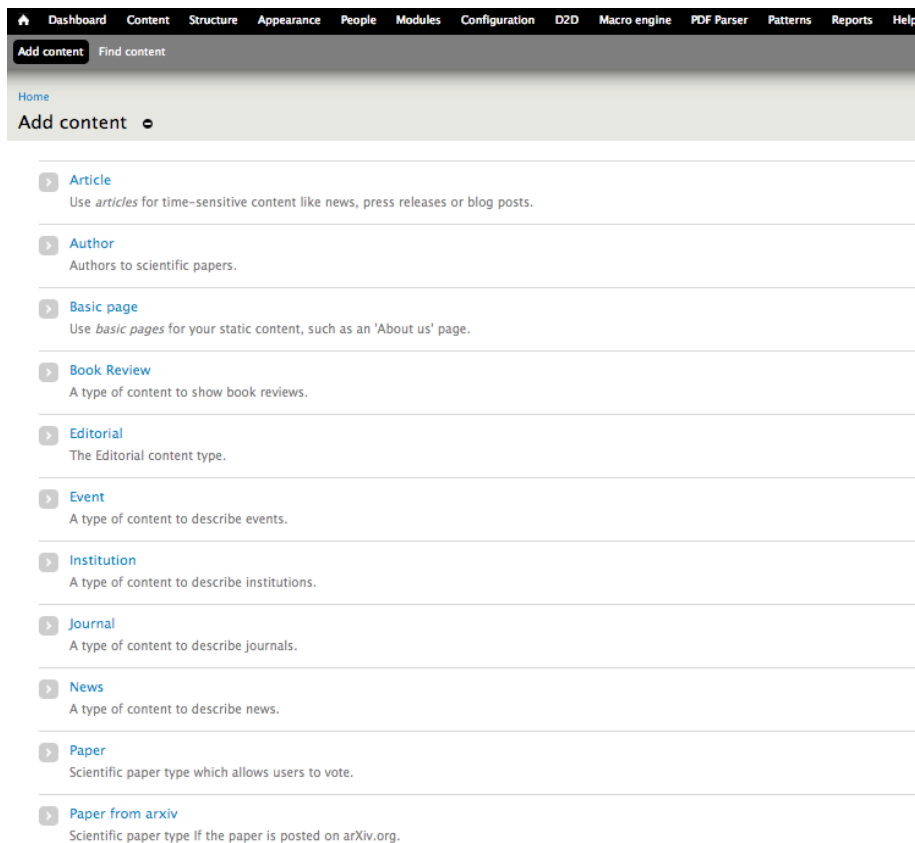 Dashboard Content Structure Appearance People Modules Configuration D2D Macro engine PDF Parser Patterns Reports Help
Add content Find content
Home
Add content
Article
Use articles for time-sensitive content like news, press releases or blog posts.
Author
Authors to scientific papers.
Basic page
Use basic pages for your static content, such as an 'About us' page.
Book Review
A type of content to show book reviews.
Editorial
The Editorial content type.
Event
A type of content to describe events.
Institution
A type of content to describe institutions.
Journal
A type of content to describe journals.
News
A type of content to describe news.
Paper
Scientific paper type which allows users to vote.
Paper from arxiv
Scientific paper type If the paper is posted on arXiv.org.